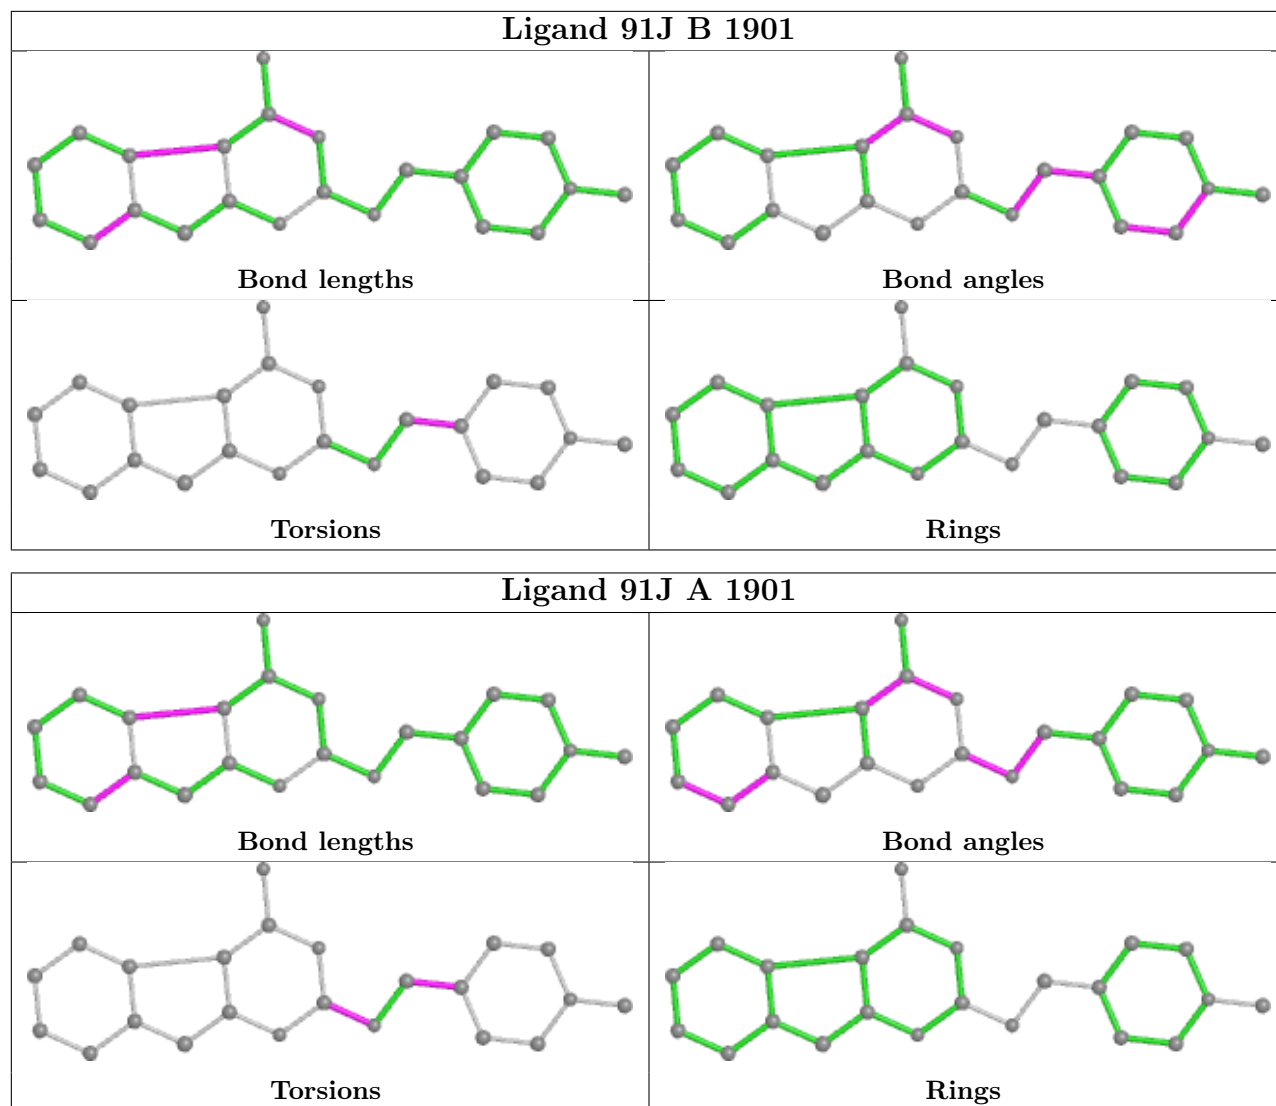 Ligand 91J B 1901
Bond lengths
Bond angles
Torsions
Rings
Ligand 91J A 1901
Bond lengths
Bond angles
Torsions
Rings